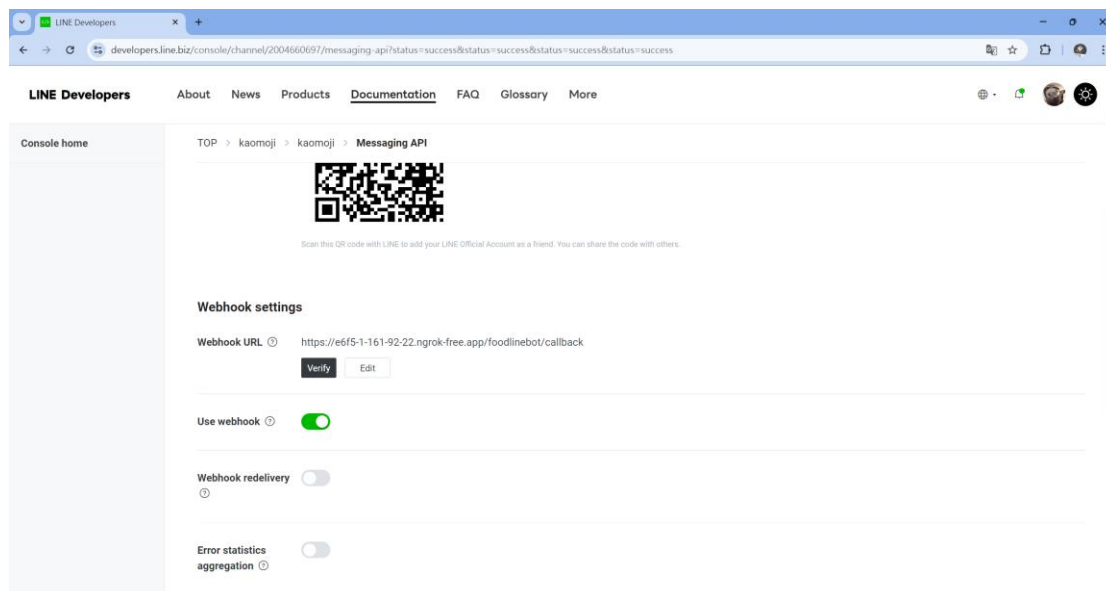 LINE Developers
developers.line.biz/console/channel/2004660697/messaging-api?status=success&status=success&status=success&status=success
LINE Developers About News Products Documentation FAQ Glossary More
Console home TOP > kaomoji > kaomoji > Messaging API
Scan this QR code with LINE to add your LINE Official Account as a friend. You can share the code with others.
Webhook settings
Webhook URL https://e6f5-1-161-92-22.ngrok-free.app/foodlinebot/callback
Verify Edit
Use webhook
Webhook redelivery
Error statistics
aggregation